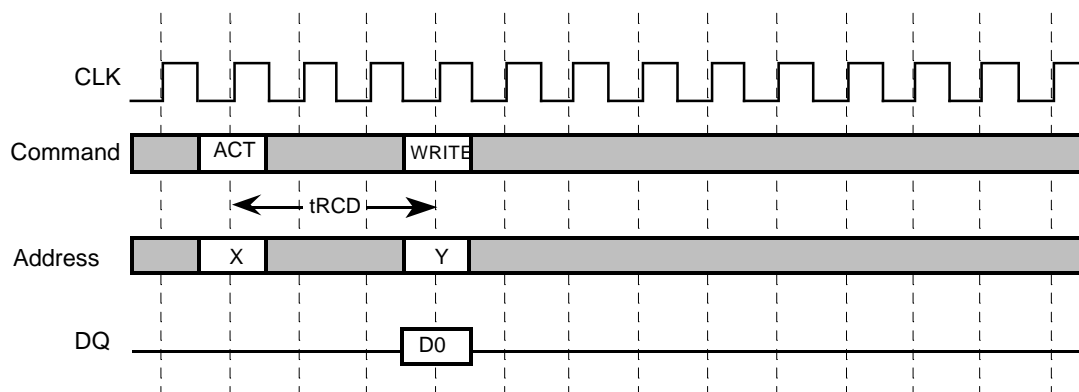 CLK
Command ACT WRITE
tRCD
Address X Y
DQ D0